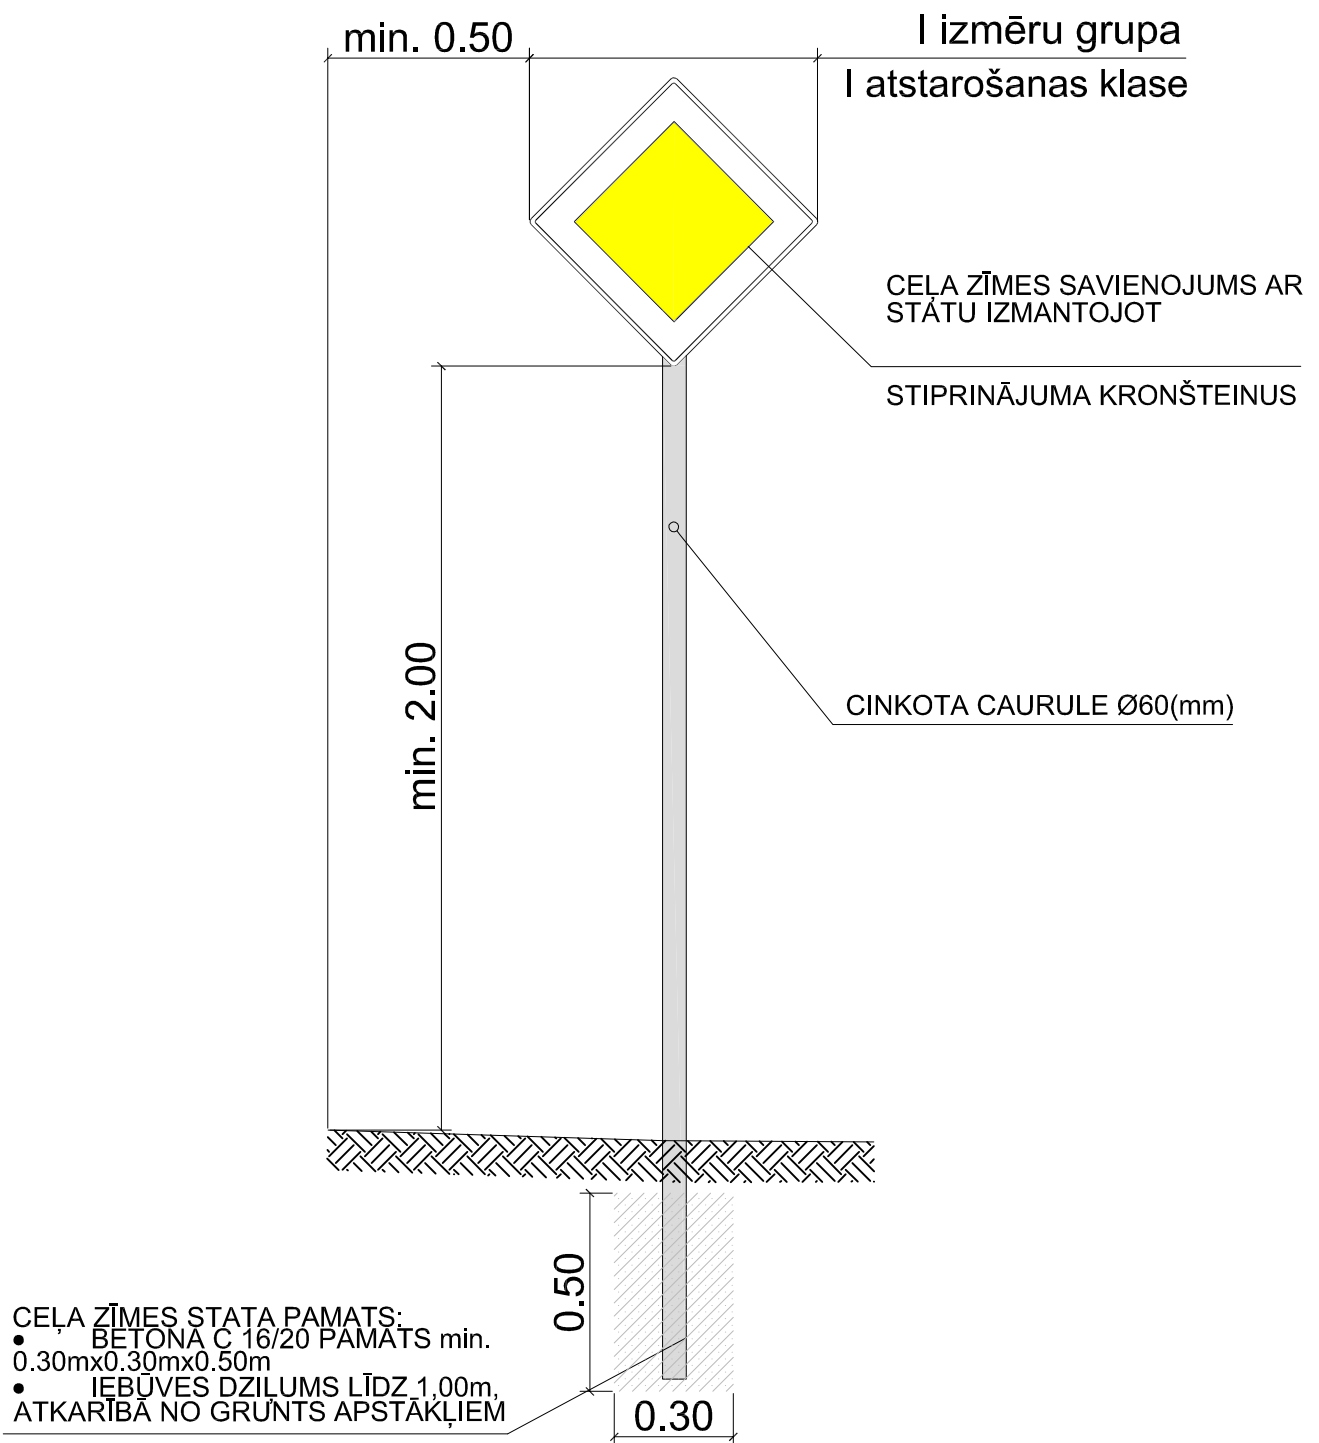 min. 0.50
I izmēru grupa
I atstarošanas klase
CEĻA ZĪMES SAVIENOJUMS AR
STATU IZMANTOJOT
STIPRINĀJUMA KRONŠTEINUS
min. 2.00
CINKOTA CAURULE Ø60(mm)
0.50
CEĻA ZĪMES STATA PAMATS:
• BETONA C 16/20 PAMATS min.
0.30mx0.30mx0.50m
• IEBŪVES DZIĻUMS LĪDZ 1,00m,
ATKARĪBĀ NO GRUNTS APSTĀKĻIEM
0.30